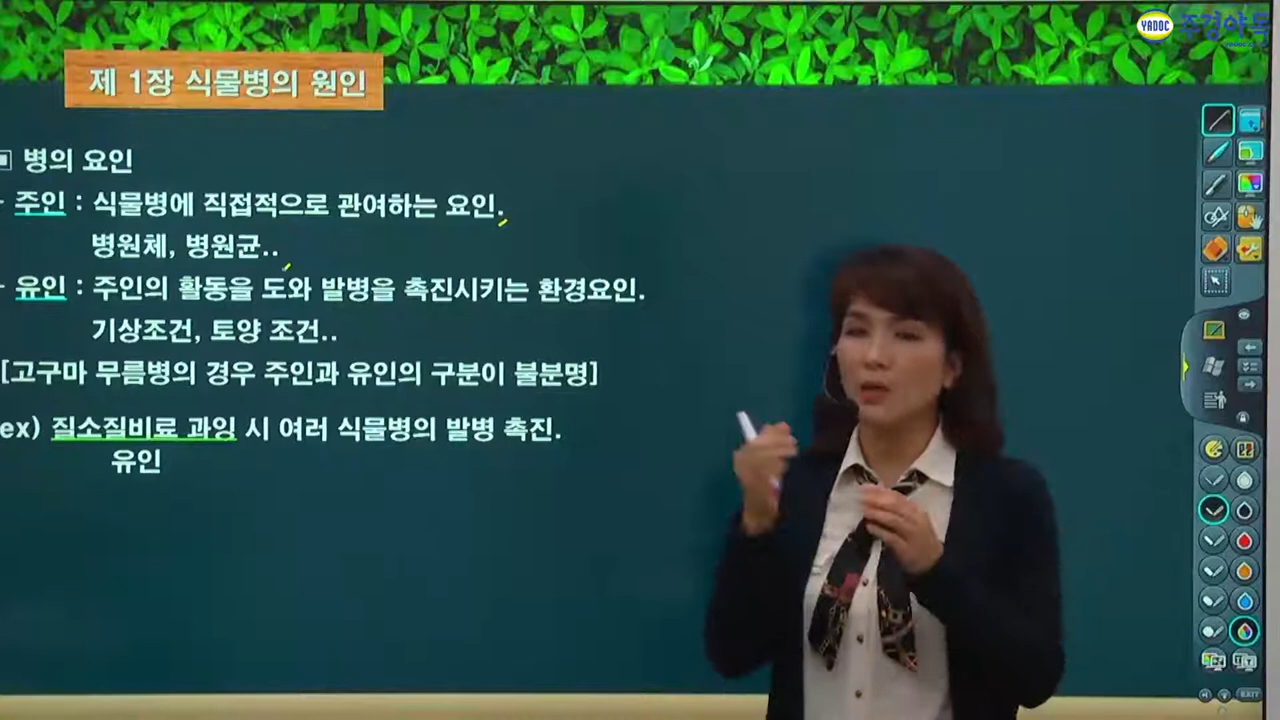 YADOC 주경야독
제 1장 식물병의 원인
▣ 병의 요인
- 주인 : 식물병에 직접적으로 관여하는 요인.
병원체, 병원균..
- 유인 : 주인의 활동을 도와 발병을 촉진시키는 환경요인.
기상조건, 토양 조건..
[고구마 무름병의 경우 주인과 유인의 구분이 불분명]
ex) 질소질비료 과잉 시 여러 식물병의 발병 촉진.
유인
EXIT